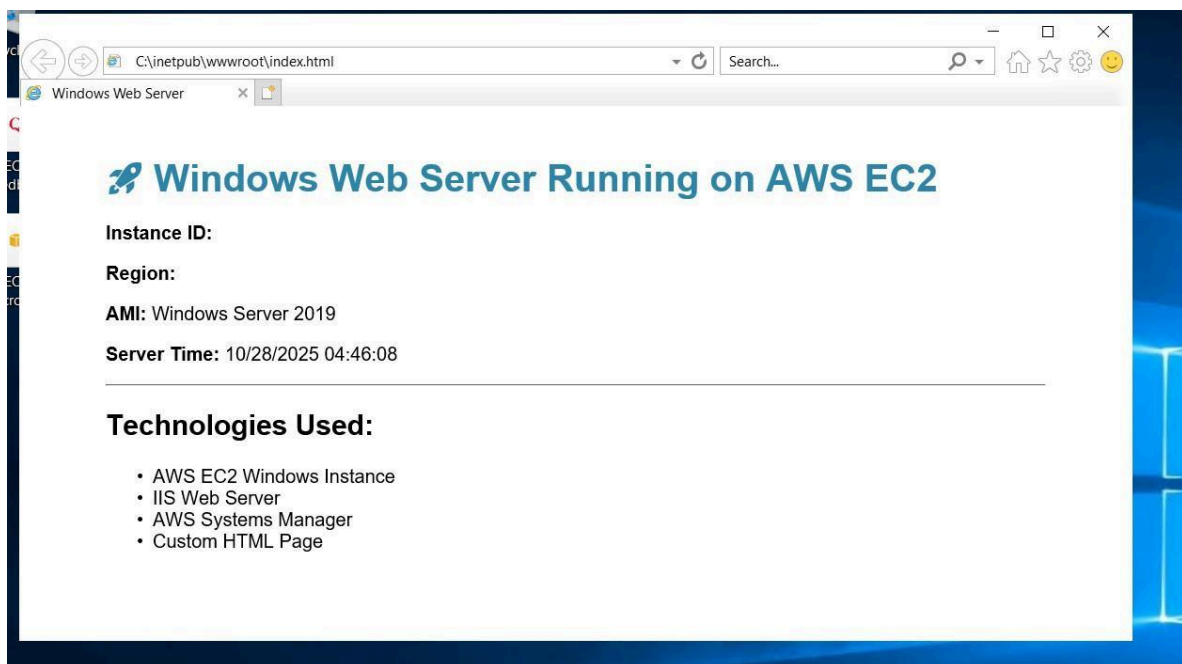 C:\inetpub\wwwroot\index.html
Search...
Windows Web Server
Windows Web Server Running on AWS EC2
Instance ID:
Region:
AMI: Windows Server 2019
Server Time: 10/28/2025 04:46:08
Technologies Used:
• AWS EC2 Windows Instance
• IIS Web Server
• AWS Systems Manager
• Custom HTML Page